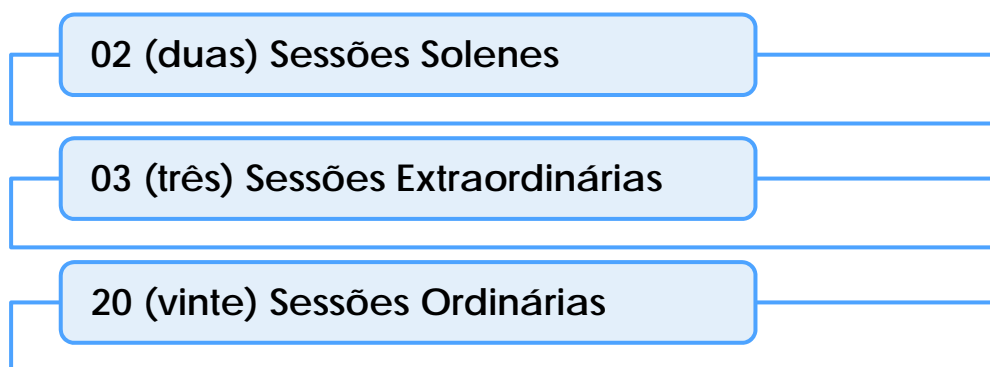 02 (duas) Sessões Solenes
03 (três) Sessões Extraordinárias
20 (vinte) Sessões Ordinárias